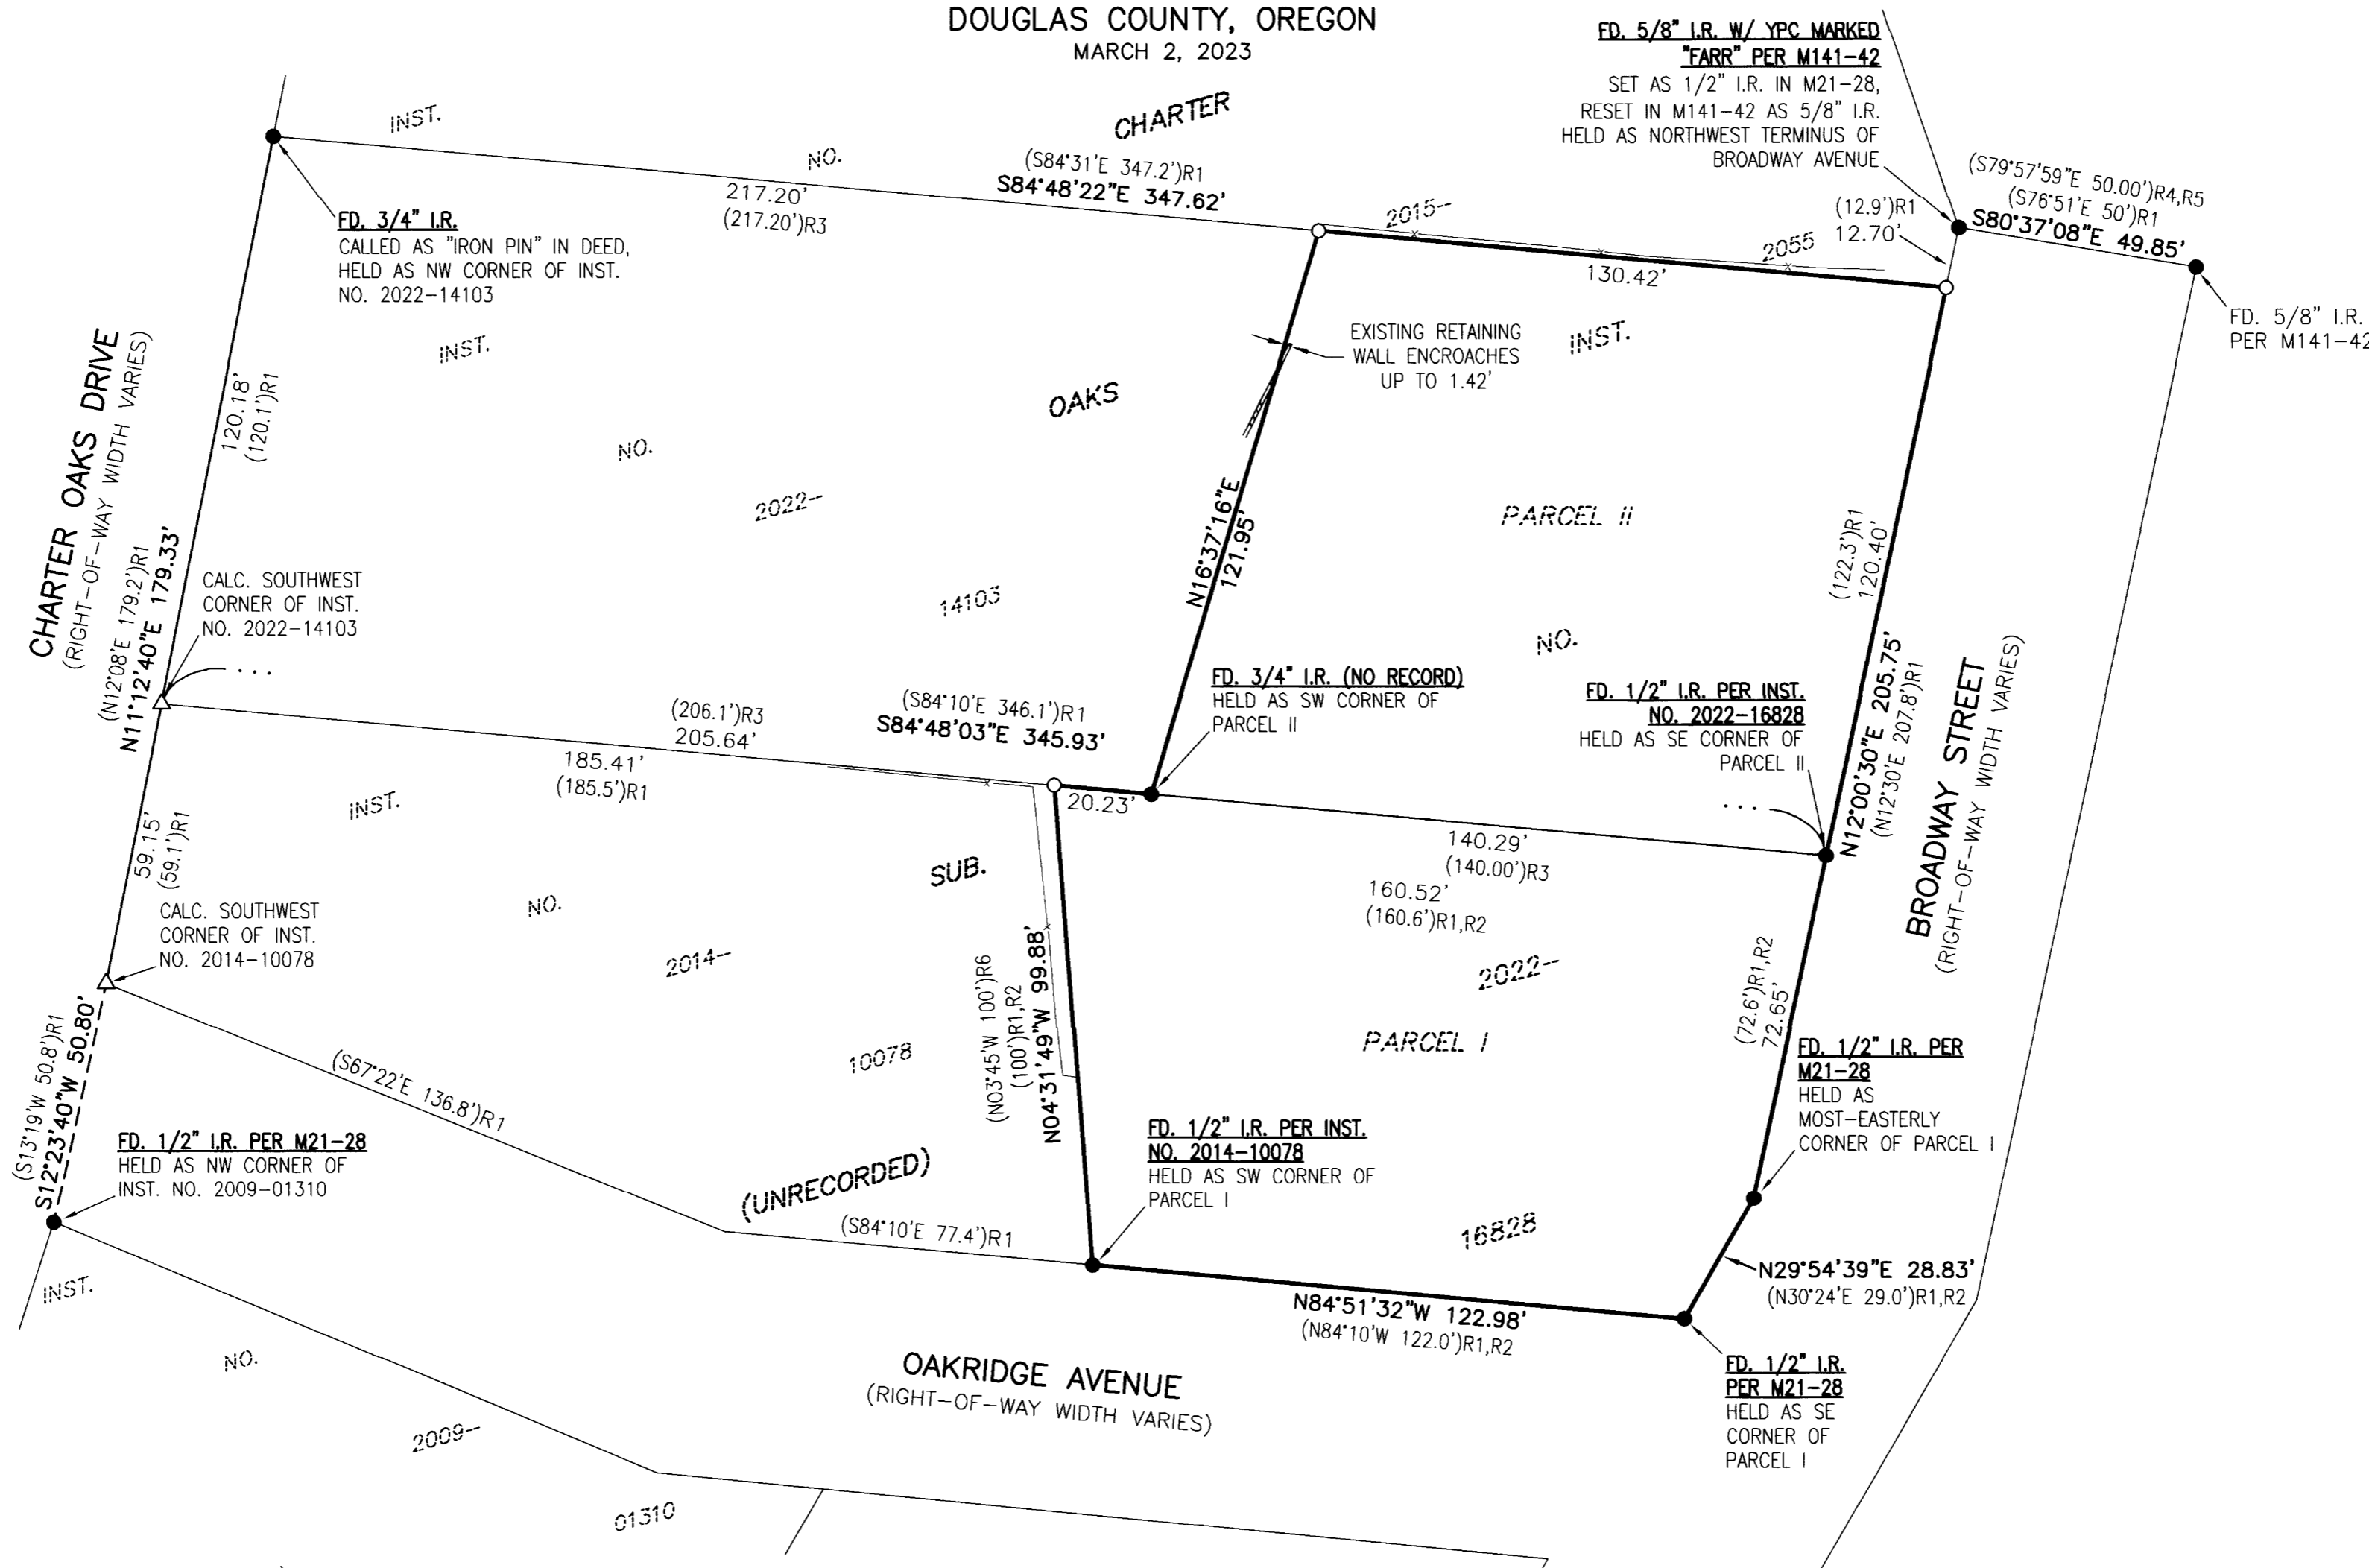 DOUGLAS COUNTY, OREGON
MARCH 2, 2023
FD. 5/8" I.R. W/ YPC MARKED
"FARR" PER M141-42
SET AS 1/2" I.R. IN M21-28,
RESET IN M141-42 AS 5/8" I.R.
HELD AS NORTHWEST TERMINUS OF
BROADWAY AVENUE
(S79°57'59"E 50.00')R4,R5
(S76°51'E 50')R1
S80°37'08"E 49.85'
FD. 5/8" I.R.
PER M141-42
INST.
NO.
2015--
2055
CHARTER
(S84°31'E 347.2')R1
S84°48'22"E 347.62'
217.20'
(217.20')R3
(12.9')R1
12.70'
130.42'
FD. 3/4" I.R.
CALLED AS "IRON PIN" IN DEED,
HELD AS NW CORNER OF INST.
NO. 2022-14103
EXISTING RETAINING
WALL ENCROACHES
UP TO 1.42'
INST.
INST.
OAKS
NO.
2022--
14103
CHARTER OAKS DRIVE
(RIGHT-OF-WAY WIDTH VARIES)
120.18'
(120.1')R1
(N12°08'E 179.2')R1
N11°12'40"E 179.33'
N16°37'16"E
121.95'
PARCEL II
(122.3')R1
120.40'
CALC. SOUTHWEST
CORNER OF INST.
NO. 2022-14103
. . .
NO.
FD. 3/4" I.R. (NO RECORD)
HELD AS SW CORNER OF
PARCEL II
FD. 1/2" I.R. PER INST.
NO. 2022-16828
HELD AS SE CORNER OF
PARCEL II
. . .
N12°00'30"E 205.75'
(N12°30'E 207.8')R1
BROADWAY STREET
(RIGHT-OF-WAY WIDTH VARIES)
(206.1')R3
205.64'
(S84°10'E 346.1')R1
S84°48'03"E 345.93'
185.41'
(185.5')R1
20.23'
140.29'
(140.00')R3
160.52'
(160.6')R1,R2
59.15'
(59.1')R1
INST.
NO.
2014--
10078
SUB.
CALC. SOUTHWEST
CORNER OF INST.
NO. 2014-10078
(N03°45'W 100')R6
(100')R1,R2
N04°31'49"W 99.88'
2022--
PARCEL I
(72.6')R1,R2
72.65'
FD. 1/2" I.R. PER
M21-28
HELD AS
MOST-EASTERLY
CORNER OF PARCEL I
(S13°19'W 50.8')R1
S12°23'40"W 50.80'
(S67°22'E 136.8')R1
FD. 1/2" I.R. PER M21-28
HELD AS NW CORNER OF
INST. NO. 2009-01310
FD. 1/2" I.R. PER INST.
NO. 2014-10078
HELD AS SW CORNER OF
PARCEL I
(UNRECORDED)
(S84°10'E 77.4')R1
16828
N29°54'39"E 28.83'
(N30°24'E 29.0')R1,R2
N84°51'32"W 122.98'
(N84°10'W 122.0')R1,R2
FD. 1/2" I.R.
PER M21-28
HELD AS SE
CORNER OF
PARCEL I
OAKRIDGE AVENUE
(RIGHT-OF-WAY WIDTH VARIES)
INST.
NO.
2009--
01310